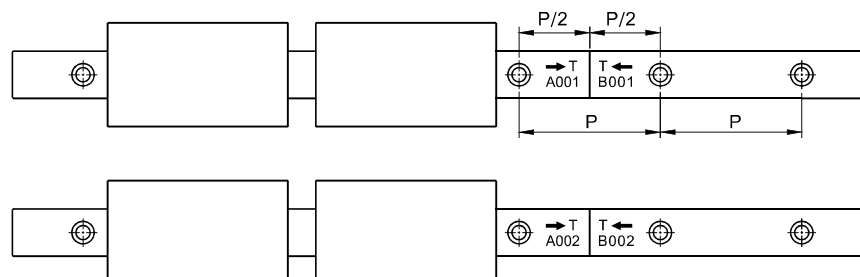 P/2 P/2
→ T T ←
A001 B001
P P
→ T T ←
A002 B002